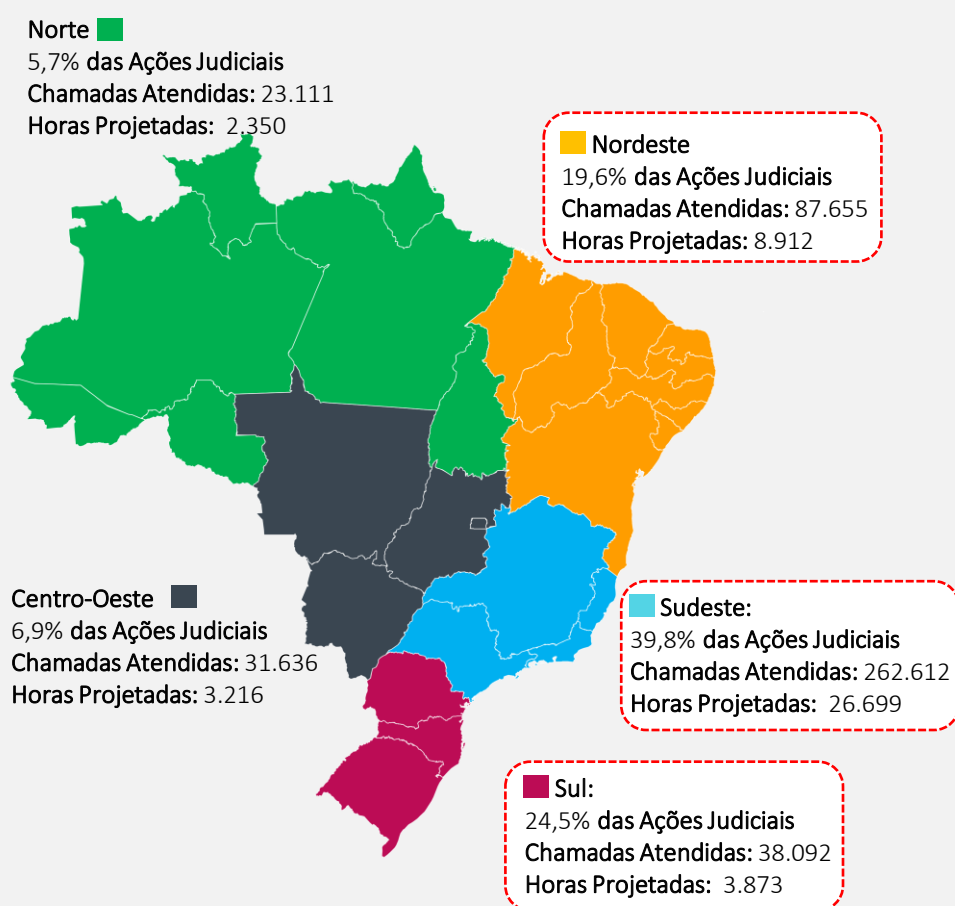 Norte
5,7% das Ações Judiciais
Chamadas Atendidas: 23.111
Horas Projetadas: 2.350
Nordeste
19,6% das Ações Judiciais
Chamadas Atendidas: 87.655
Horas Projetadas: 8.912
Centro-Oeste
6,9% das Ações Judiciais
Chamadas Atendidas: 31.636
Horas Projetadas: 3.216
Sudeste:
39,8% das Ações Judiciais
Chamadas Atendidas: 262.612
Horas Projetadas: 26.699
Sul:
24,5% das Ações Judiciais
Chamadas Atendidas: 38.092
Horas Projetadas: 3.873